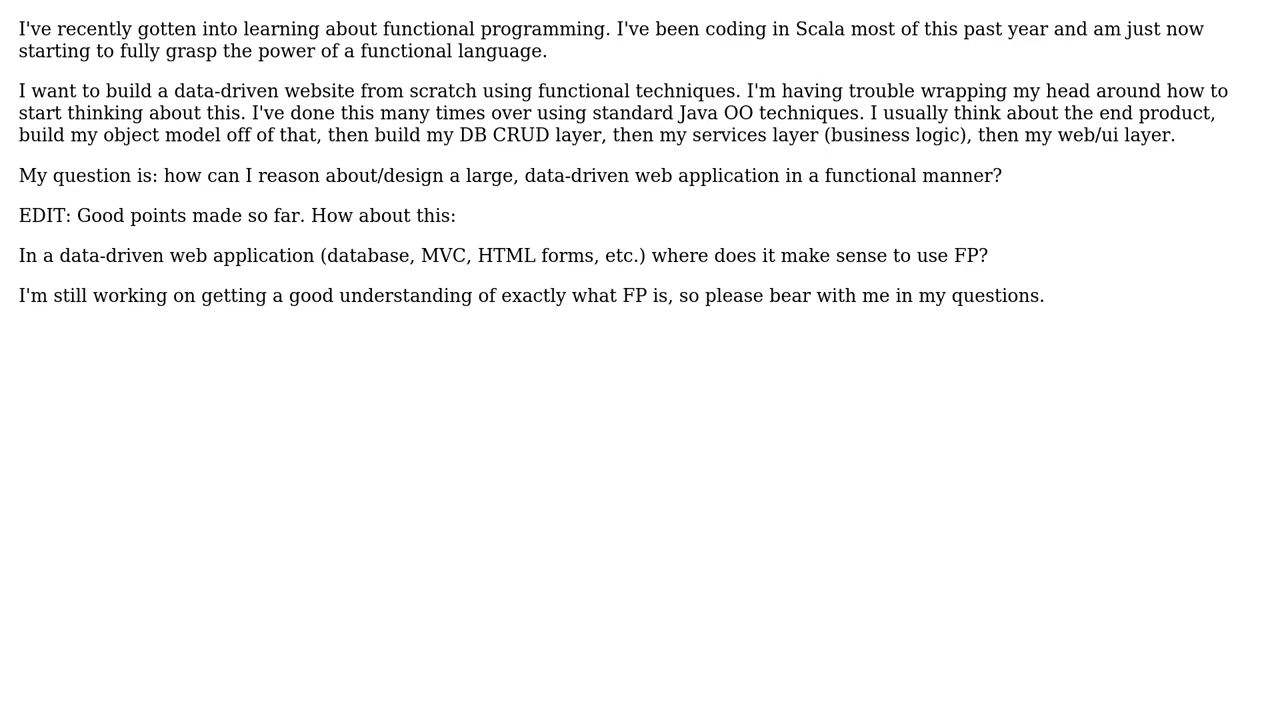 I've recently gotten into learning about functional programming. I've been coding in Scala most of this past year and am just now
starting to fully grasp the power of a functional language.
I want to build a data-driven website from scratch using functional techniques. I'm having trouble wrapping my head around how to
start thinking about this. I've done this many times over using standard Java OO techniques. I usually think about the end product,
build my object model off of that, then build my DB CRUD layer, then my services layer (business logic), then my web/ui layer.
My question is: how can I reason about/design a large, data-driven web application in a functional manner?
EDIT: Good points made so far. How about this:
In a data-driven web application (database, MVC, HTML forms, etc.) where does it make sense to use FP?
I'm still working on getting a good understanding of exactly what FP is, so please bear with me in my questions.